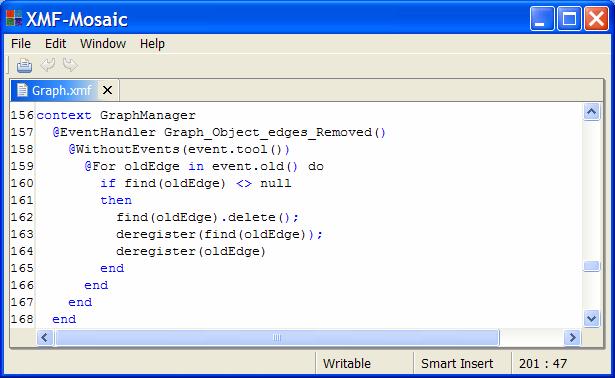 XMF-Mosaic
File Edit Window Help
Graph.xmf
156 context GraphManager
157   @EventHandler Graph_Object_edges_Removed()
158     @WithoutEvents(event.tool())
159       @For oldEdge in event.old() do
160         if find(oldEdge) <> null
161         then
162           find(oldEdge).delete();
163           deregister(find(oldEdge));
164           deregister(oldEdge)
165         end
166       end
167     end
168   end
Writable Smart Insert 201 : 47